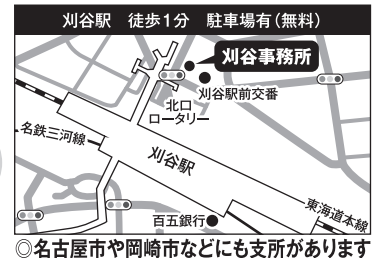 刈谷駅　徒歩1分　駐車場有(無料)
刈谷事務所
刈谷駅前交番
北口
ロータリー
名鉄三河線
刈谷駅
東海道本線
百五銀行
◎名古屋市や岡崎市などにも支所があります